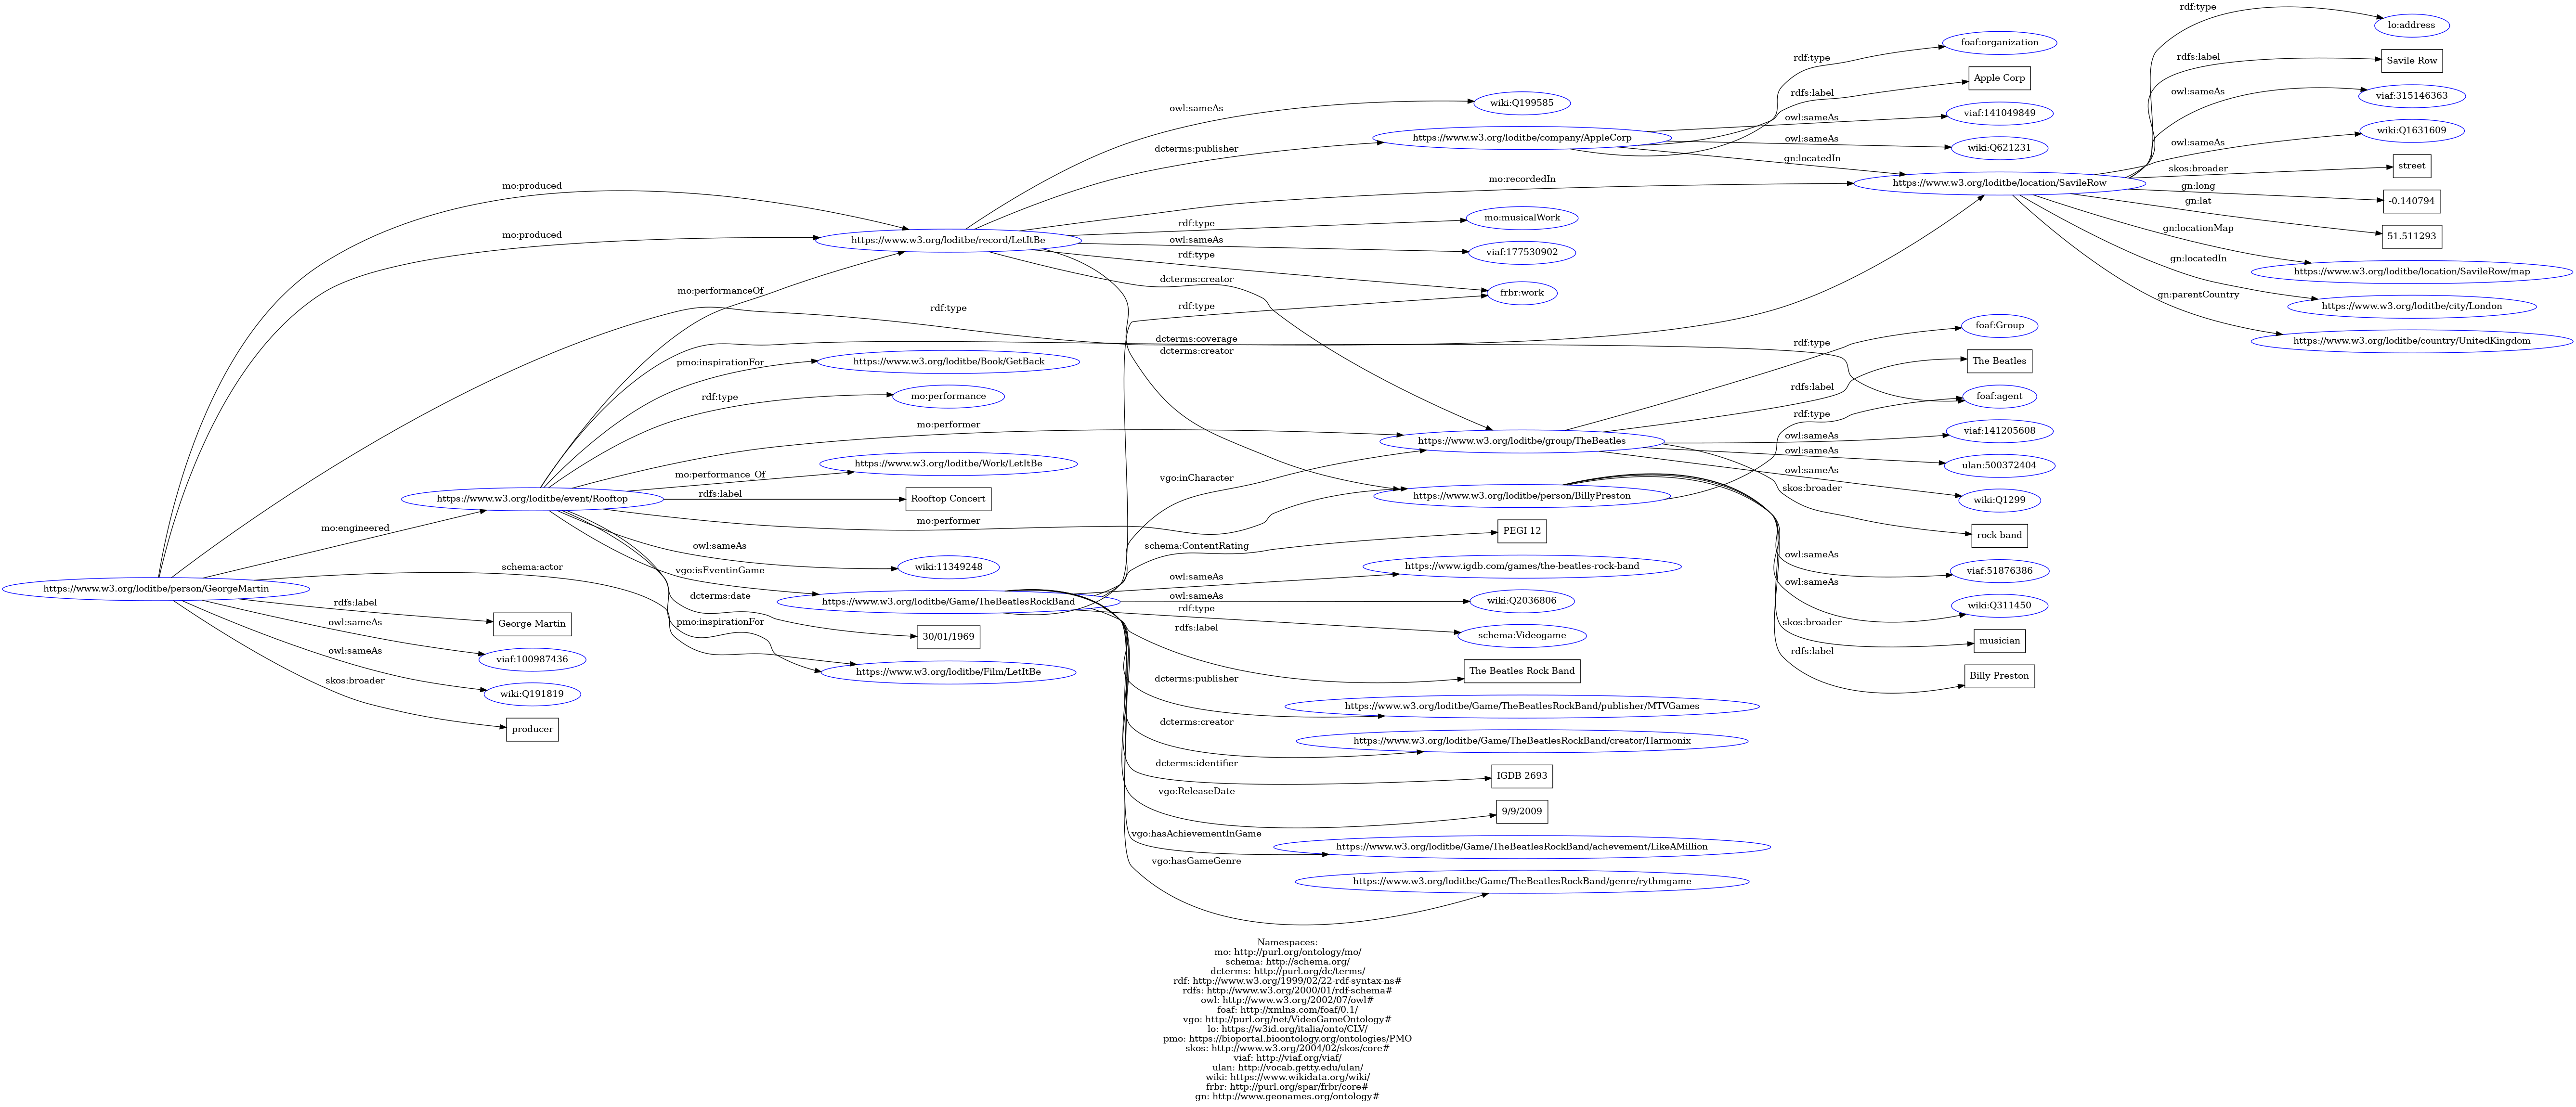 rdf:type
lo:address
foaf:organization
rdf:type
rdfs:label
Savile Row
Apple Corp
rdfs:label
owl:sameAs
viaf:315146363
owl:sameAs
wiki:Q199585
viaf:141049849
owl:sameAs
https://www.w3.org/loditbe/company/AppleCorp
owl:sameAs
wiki:Q1631609
owl:sameAs
wiki:Q621231
dcterms:publisher
gn:locatedIn
skos:broader
street
mo:recordedIn
https://www.w3.org/loditbe/location/SavileRow
gn:long
-0.140794
mo:produced
gn:lat
mo:musicalWork
rdf:type
gn:locationMap
51.511293
mo:produced
https://www.w3.org/loditbe/record/LetItBe
owl:sameAs
viaf:177530902
rdf:type
gn:locatedIn
https://www.w3.org/loditbe/location/SavileRow/map
dcterms:creator
mo:performanceOf
frbr:work
gn:parentCountry
rdf:type
rdf:type
https://www.w3.org/loditbe/city/London
foaf:Group
dcterms:coverage
dcterms:creator
rdf:type
https://www.w3.org/loditbe/country/UnitedKingdom
pmo:inspirationFor
https://www.w3.org/loditbe/Book/GetBack
The Beatles
rdfs:label
rdf:type
mo:performance
foaf:agent
rdf:type
mo:performer
viaf:141205608
owl:sameAs
https://www.w3.org/loditbe/group/TheBeatles
owl:sameAs
https://www.w3.org/loditbe/Work/LetItBe
ulan:500372404
owl:sameAs
mo:performance_Of
vgo:inCharacter
skos:broader
rdfs:label
https://www.w3.org/loditbe/event/Rooftop
Rooftop Concert
https://www.w3.org/loditbe/person/BillyPreston
wiki:Q1299
mo:engineered
mo:performer
PEGI 12
rock band
owl:sameAs
schema:ContentRating
owl:sameAs
schema:actor
wiki:11349248
https://www.igdb.com/games/the-beatles-rock-band
viaf:51876386
vgo:isEventinGame
owl:sameAs
owl:sameAs
https://www.w3.org/loditbe/person/GeorgeMartin
dcterms:date
owl:sameAs
rdfs:label
https://www.w3.org/loditbe/Game/TheBeatlesRockBand
wiki:Q2036806
wiki:Q311450
rdf:type
owl:sameAs
George Martin
pmo:inspirationFor
rdfs:label
skos:broader
30/01/1969
schema:Videogame
musician
owl:sameAs
rdfs:label
viaf:100987436
https://www.w3.org/loditbe/Film/LetItBe
The Beatles Rock Band
Billy Preston
skos:broader
dcterms:publisher
wiki:Q191819
https://www.w3.org/loditbe/Game/TheBeatlesRockBand/publisher/MTVGames
dcterms:creator
producer
https://www.w3.org/loditbe/Game/TheBeatlesRockBand/creator/Harmonix
dcterms:identifier
IGDB 2693
vgo:ReleaseDate
9/9/2009
vgo:hasAchievementInGame
https://www.w3.org/loditbe/Game/TheBeatlesRockBand/achevement/LikeAMillion
vgo:hasGameGenre
https://www.w3.org/loditbe/Game/TheBeatlesRockBand/genre/rythmgame
Namespaces:
mo: http://purl.org/ontology/mo/
schema: http://schema.org/
dcterms: http://purl.org/dc/terms/
rdf: http://www.w3.org/1999/02/22-rdf-syntax-ns#
rdfs: http://www.w3.org/2000/01/rdf-schema#
owl: http://www.w3.org/2002/07/owl#
foaf: http://xmlns.com/foaf/0.1/
vgo: http://purl.org/net/VideoGameOntology#
lo: https://w3id.org/italia/onto/CLV/
pmo: https://bioportal.bioontology.org/ontologies/PMO
skos: http://www.w3.org/2004/02/skos/core#
viaf: http://viaf.org/viaf/
ulan: http://vocab.getty.edu/ulan/
wiki: https://www.wikidata.org/wiki/
frbr: http://purl.org/spar/frbr/core#
gn: http://www.geonames.org/ontology#